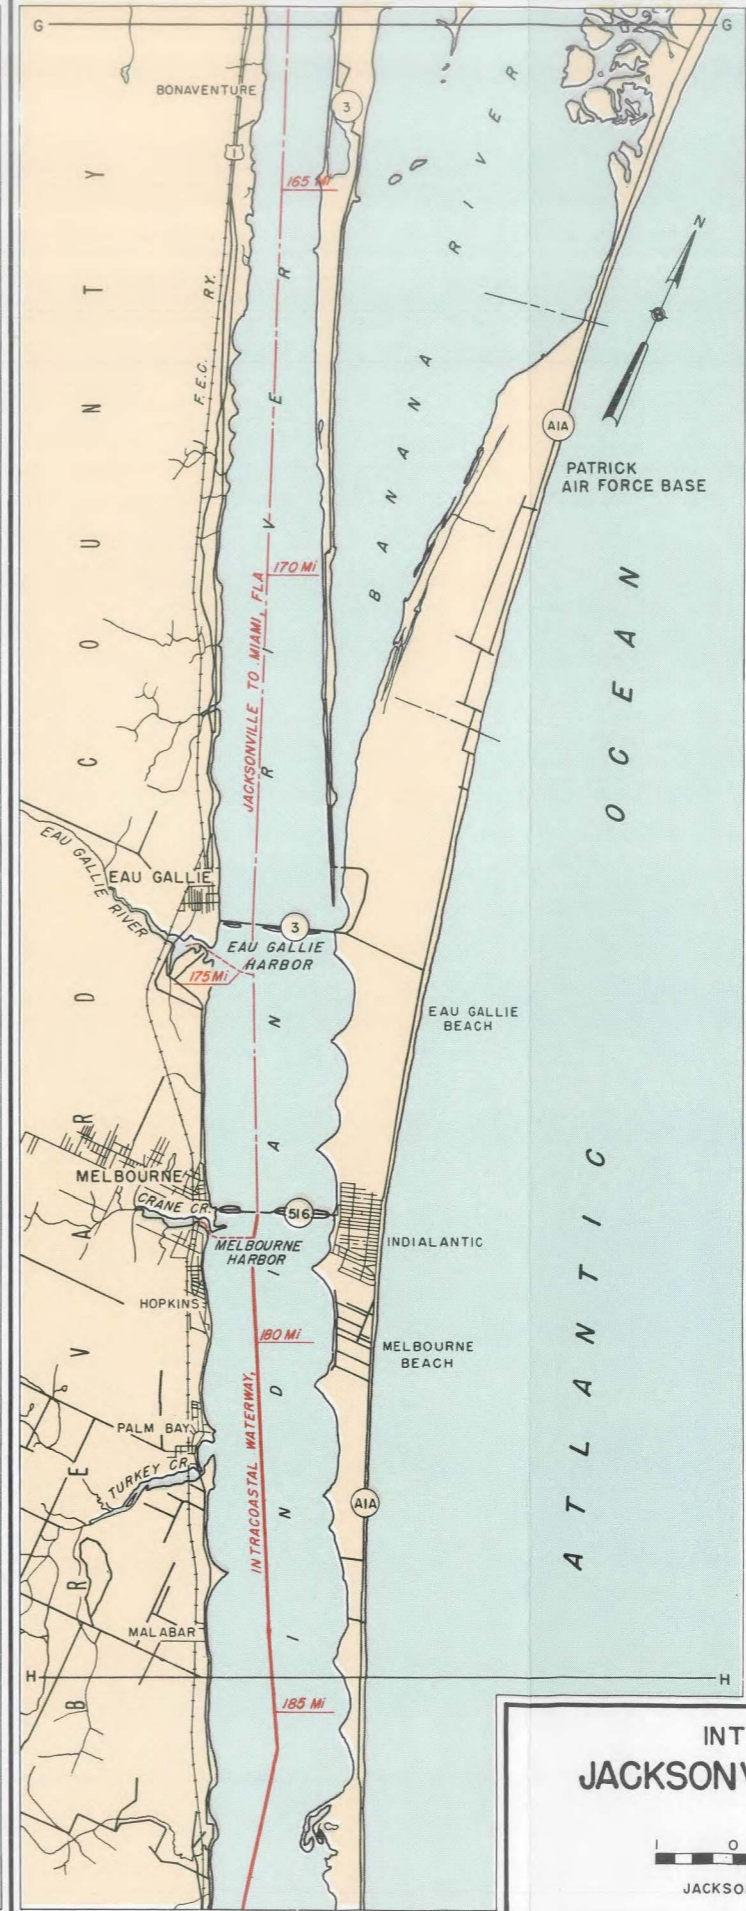 G
G
BONAVENTURE
3
1
165 Mi
RIVER
BANANA
N
F.E.C. RY.
A1A
PATRICK
AIR FORCE BASE
170 Mi
JACKSONVILLE TO MIAMI, FLA
BREVARD COUNTY
INDIAN RIVER
ATLANTIC OCEAN
EAU GALLIE RIVER
EAU GALLIE
3
EAU GALLIE
HARBOR
175 Mi
EAU GALLIE
BEACH
MELBOURNE
CRANE CR.
516
MELBOURNE
HARBOR
INDIALANTIC
HOPKINS
180 Mi
MELBOURNE
BEACH
PALM BAY
TURKEY CR.
INTRACOASTAL WATERWAY,
A1A
MALABAR
H
H
185 Mi
INT
JACKSONV
1 0
JACKSO